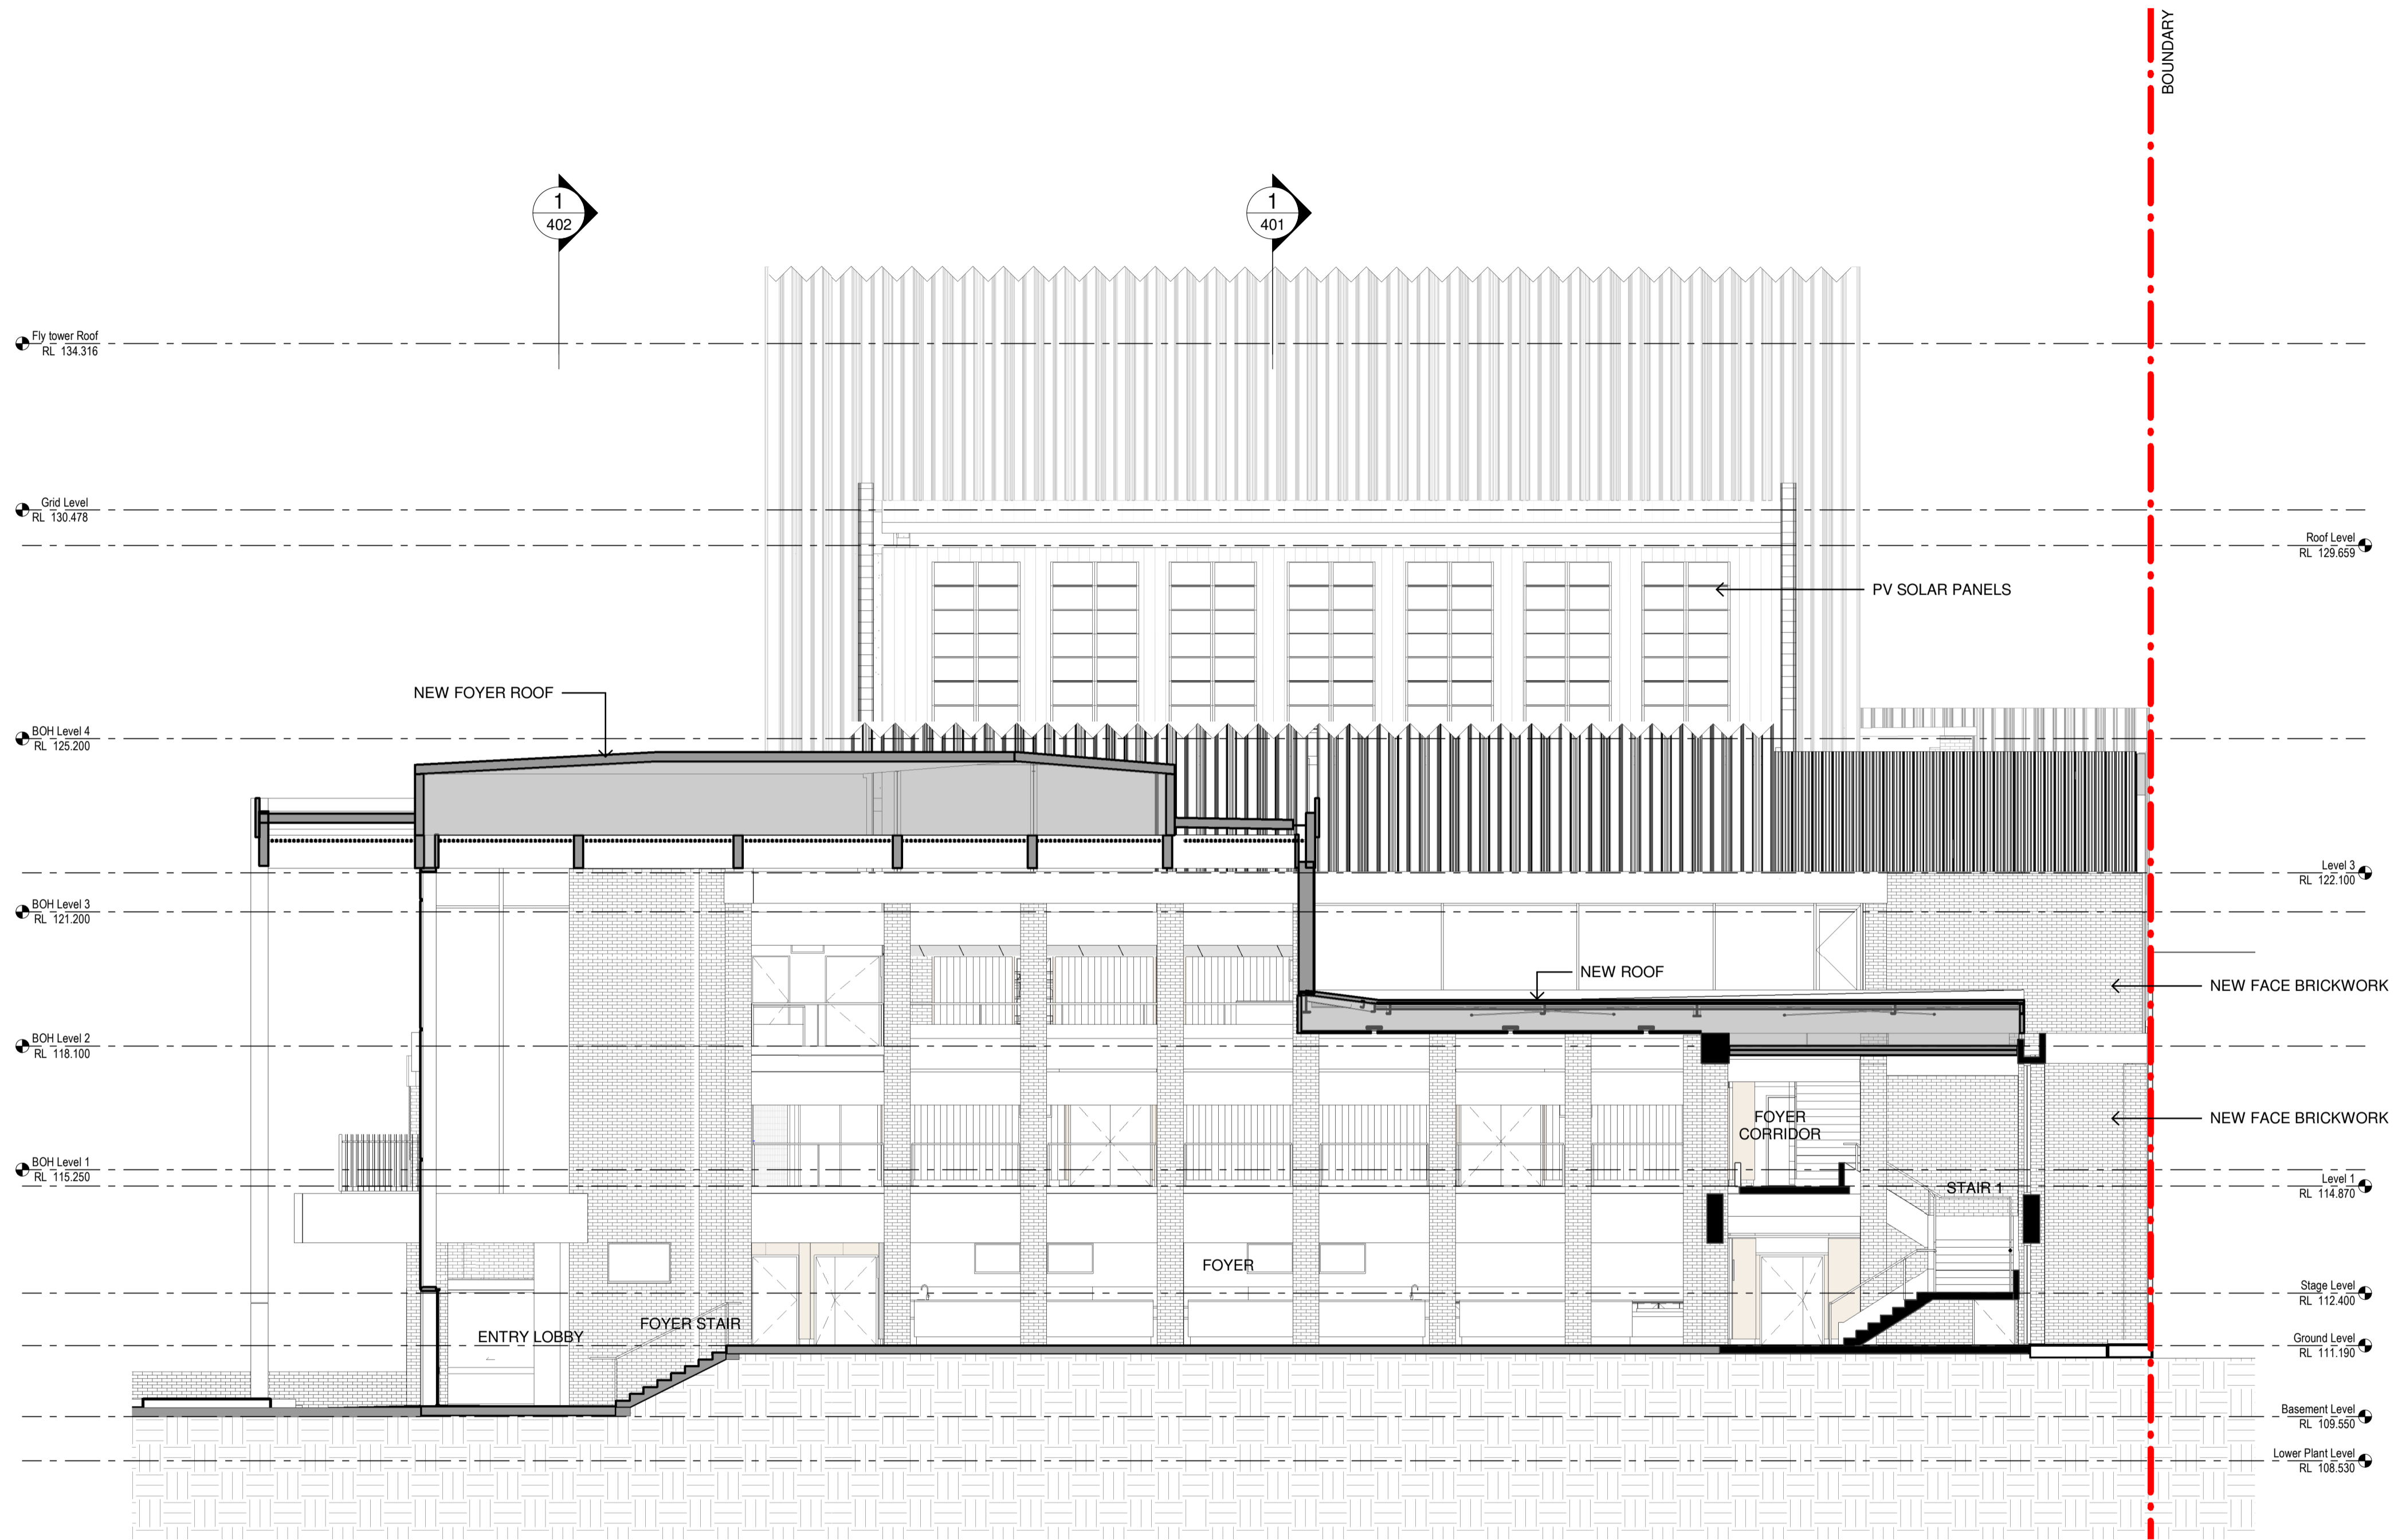 BOUNDARY
1
402
1
401
Fly tower Roof
RL 134.316
Grid Level
RL 130.478
Roof Level
RL 129.659
PV SOLAR PANELS
NEW FOYER ROOF
BOH Level 4
RL 125.200
Level 3
RL 122.100
BOH Level 3
RL 121.200
NEW ROOF
NEW FACE BRICKWORK
BOH Level 2
RL 118.100
FOYER
CORRIDOR
NEW FACE BRICKWORK
BOH Level 1
RL 115.250
Level 1
RL 114.870
STAIR 1
FOYER
Stage Level
RL 112.400
FOYER STAIR
ENTRY LOBBY
Ground Level
RL 111.190
Basement Level
RL 109.550
Lower Plant Level
RL 108.530